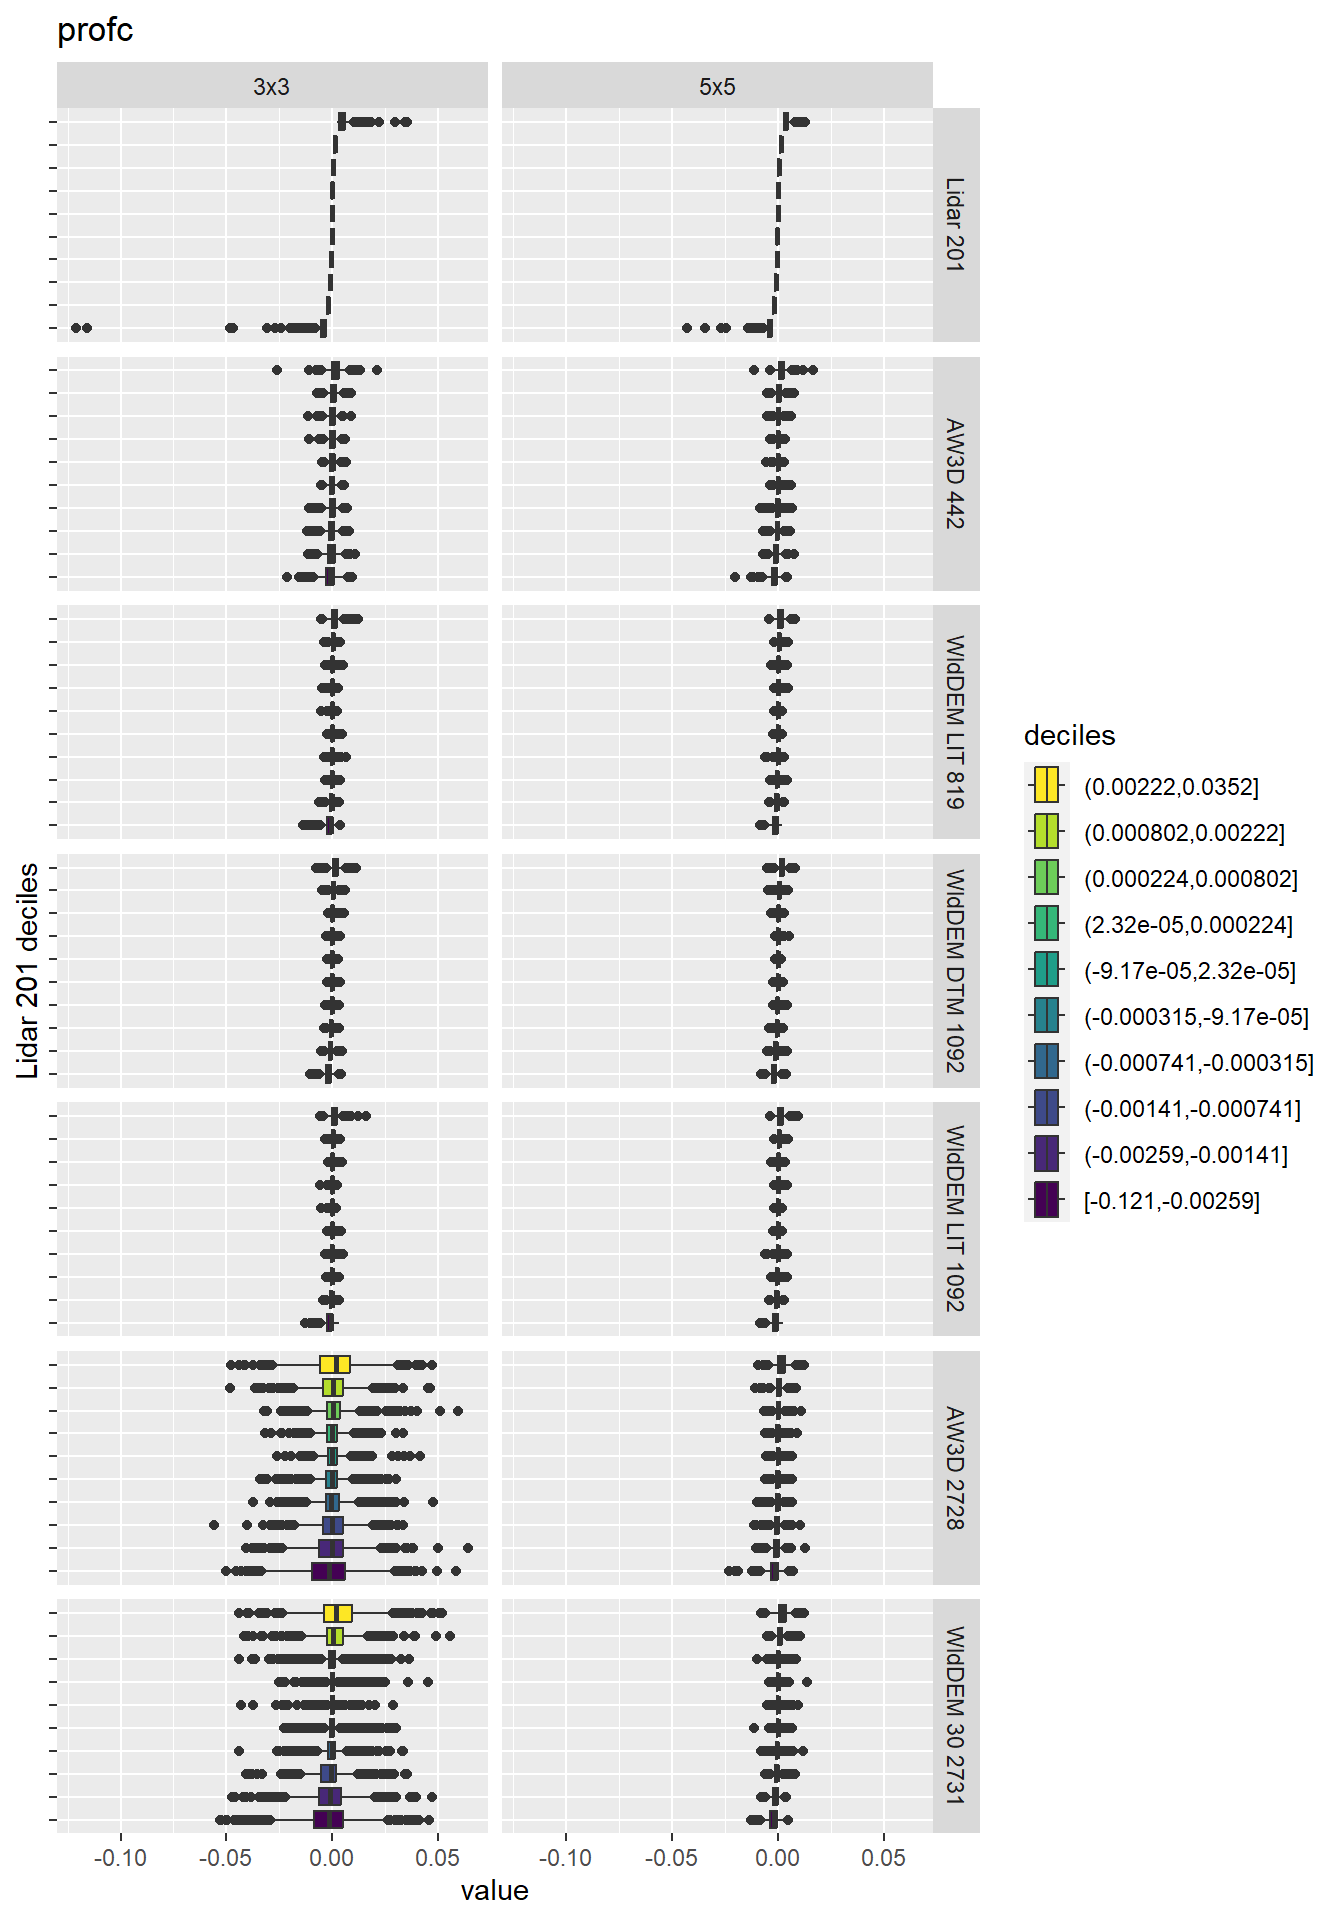 profc
3x3
5x5
Lidar 201
AW3D 442
WldDEM LIT 819
WldDEM DTM 1092
WldDEM LIT 1092
AW3D 2728
WldDEM 30 2731
Lidar 201 deciles
-0.10
-0.05
0.00
0.05
-0.10
-0.05
0.00
0.05
value
deciles
(0.00222,0.0352]
(0.000802,0.00222]
(0.000224,0.000802]
(2.32e-05,0.000224]
(-9.17e-05,2.32e-05]
(-0.000315,-9.17e-05]
(-0.000741,-0.000315]
(-0.00141,-0.000741]
(-0.00259,-0.00141]
[-0.121,-0.00259]